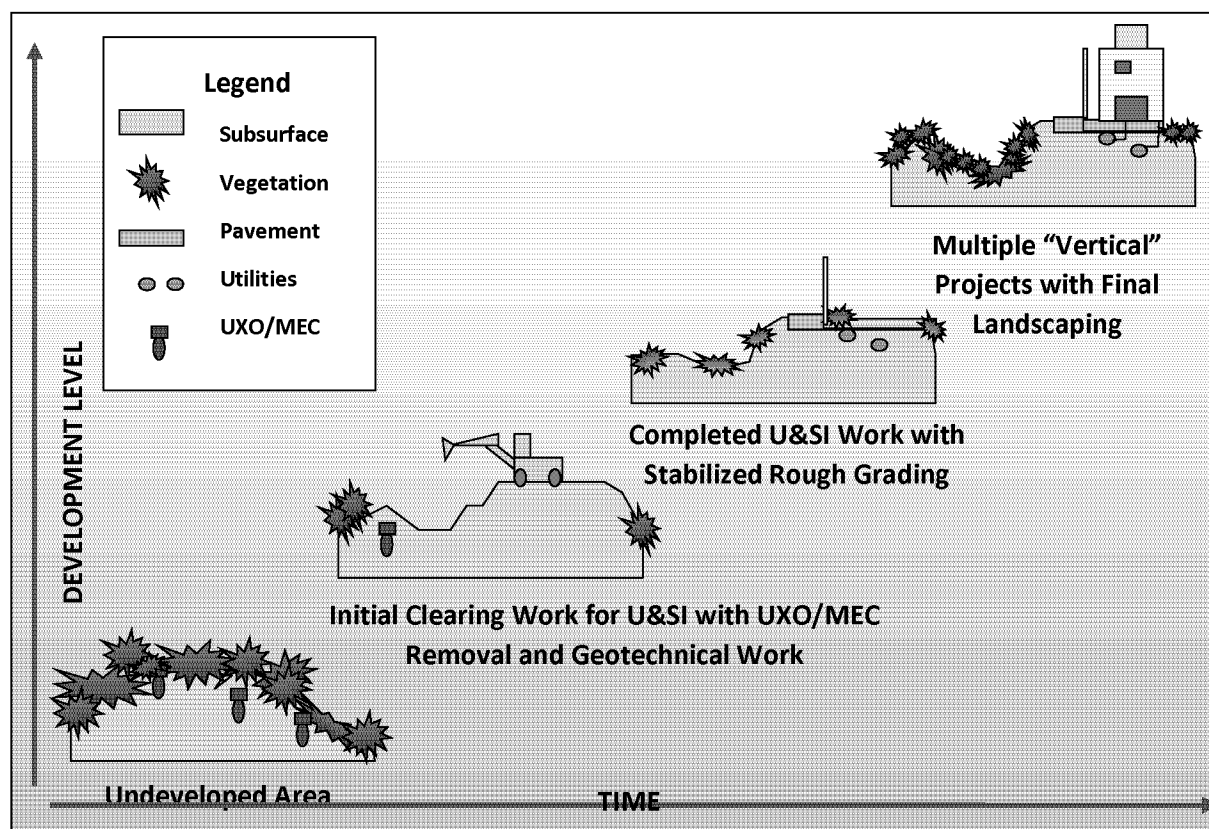 Legend
Subsurface
Vegetation
Pavement
Utilities
UXO/MEC
DEVELOPMENT LEVEL
Multiple “Vertical”
Projects with Final
Landscaping
Completed U&SI Work with
Stabilized Rough Grading
Initial Clearing Work for U&SI with UXO/MEC
Removal and Geotechnical Work
Undeveloped Area
TIME